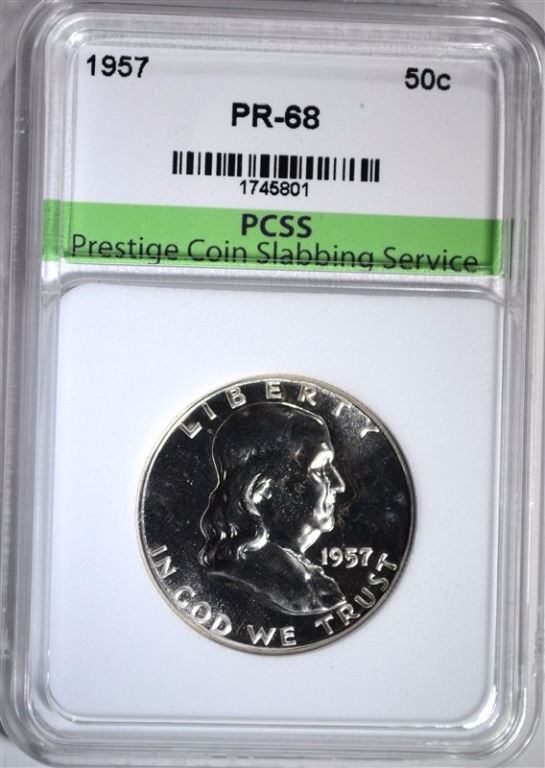 1957 50c
PR-68
1745801
PCSS
Prestige Coin Slabbing Service
LIBERTY
1957
IN GOD WE TRUST